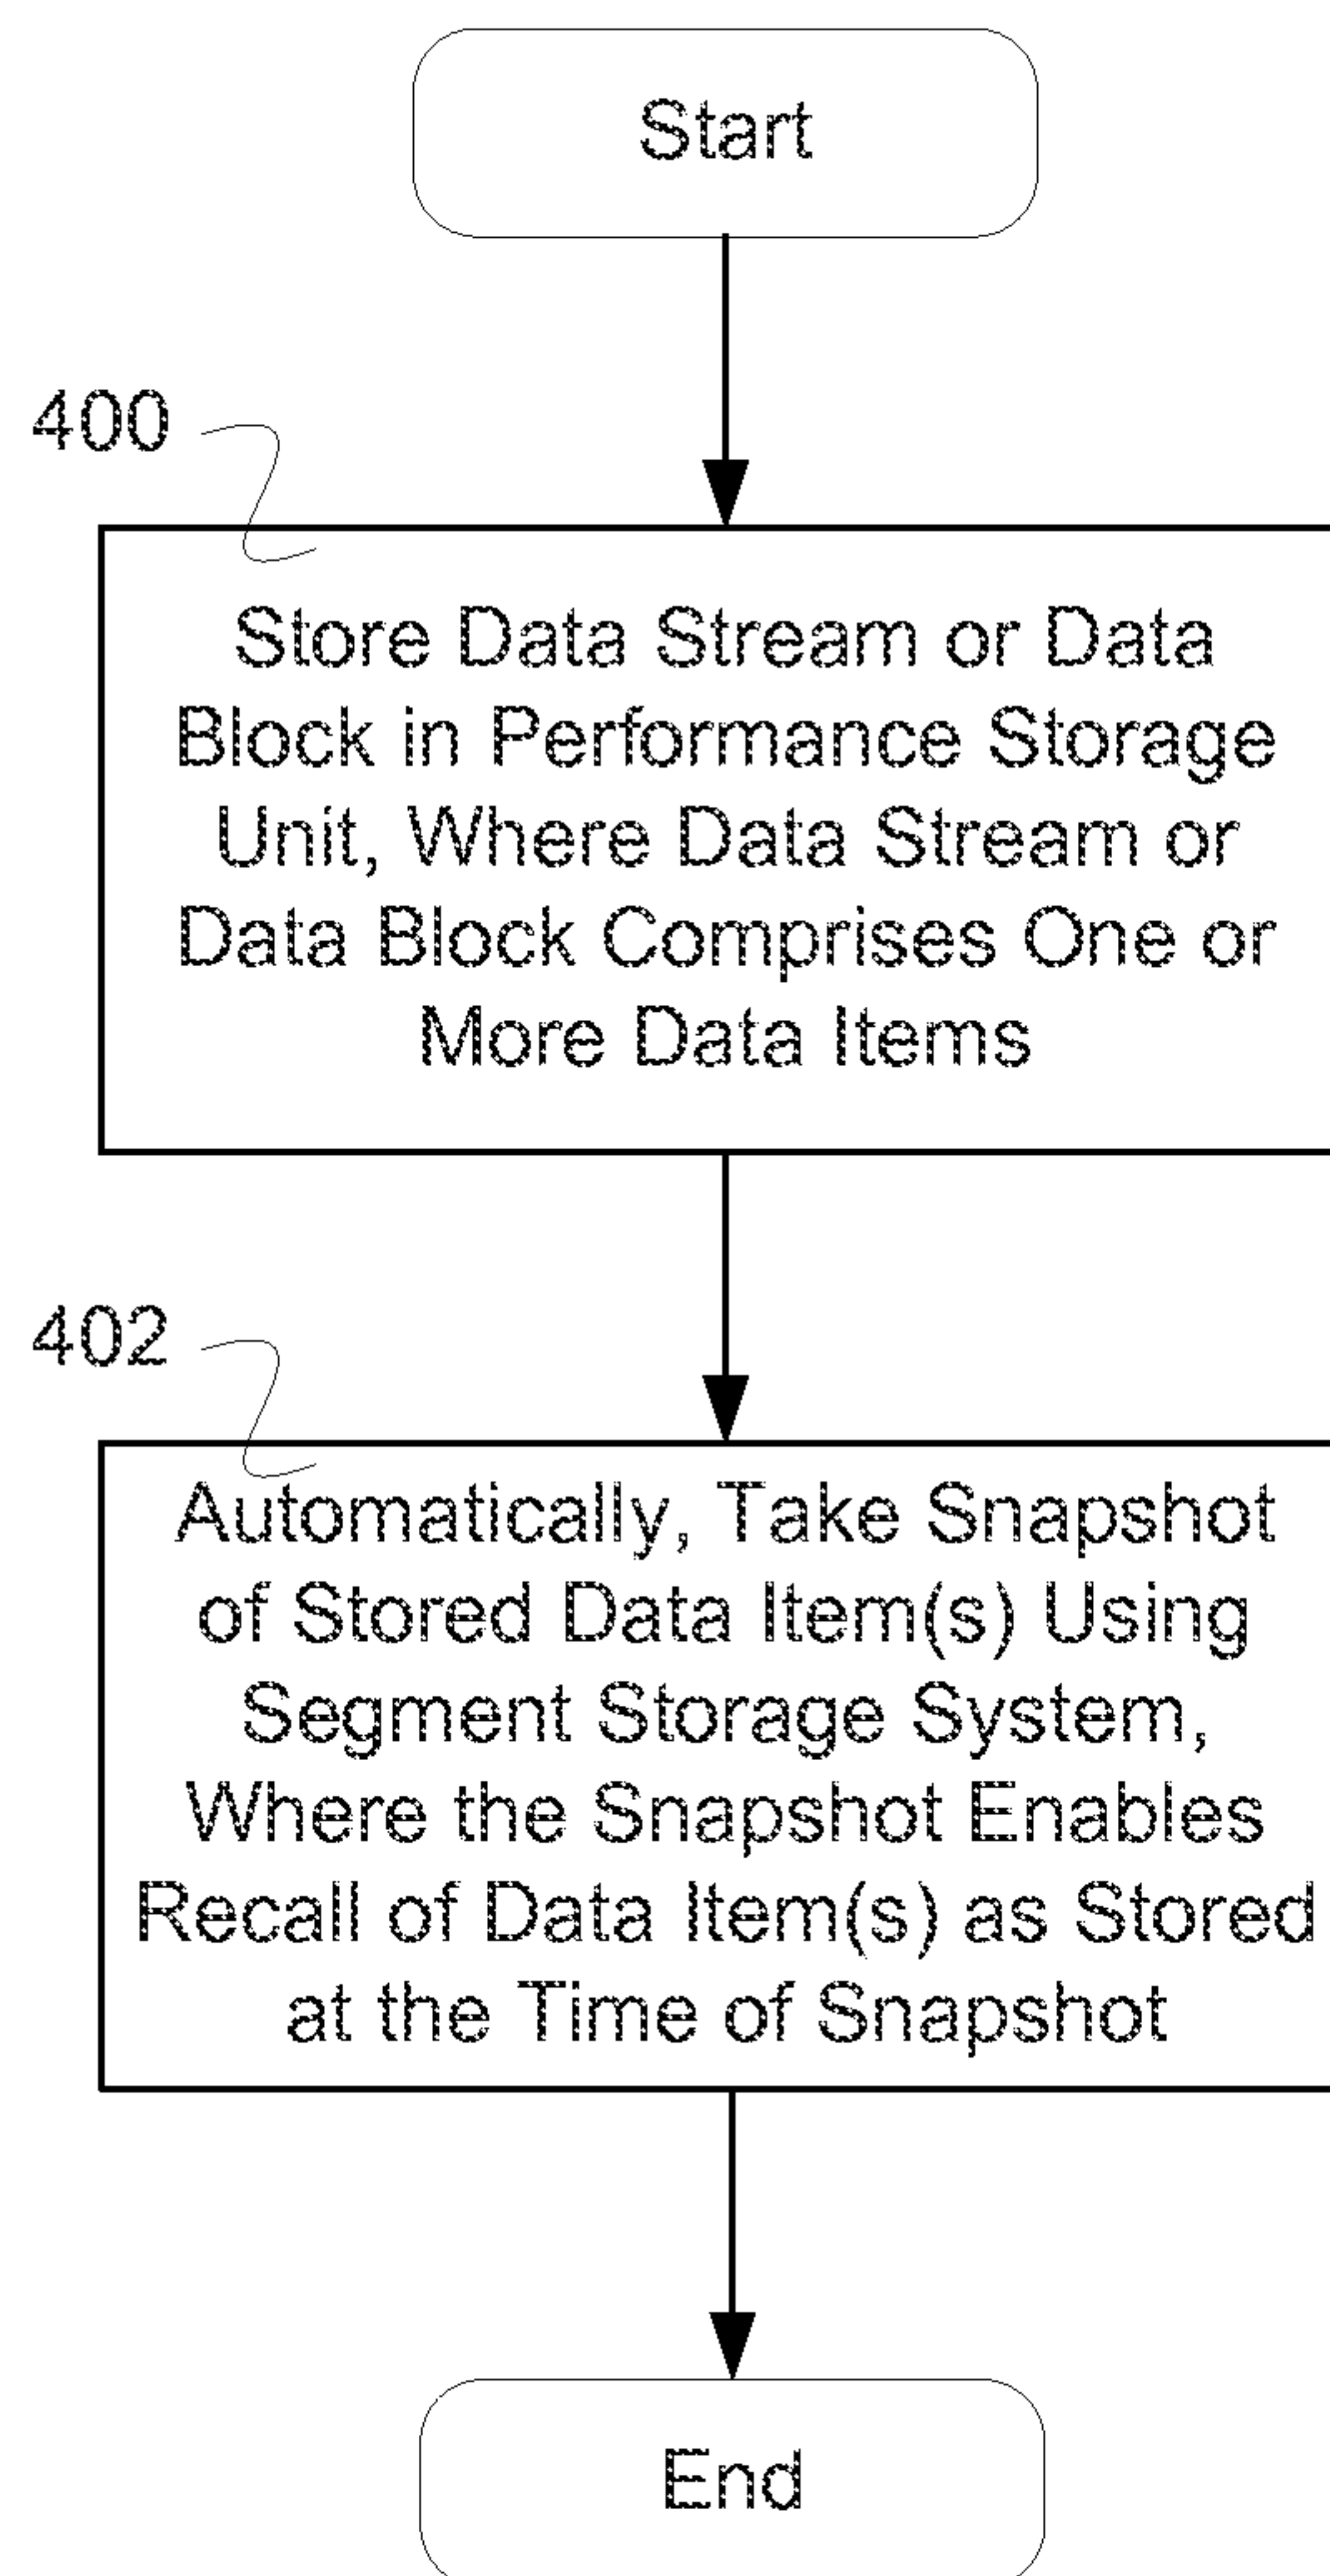 Start
400
Store Data Stream or Data
Block in Performance Storage
Unit, Where Data Stream or
Data Block Comprises One or
More Data Items
402
Automatically, Take Snapshot
of Stored Data Item(s) Using
Segment Storage System,
Where the Snapshot Enables
Recall of Data Item(s) as Stored
at the Time of Snapshot
End